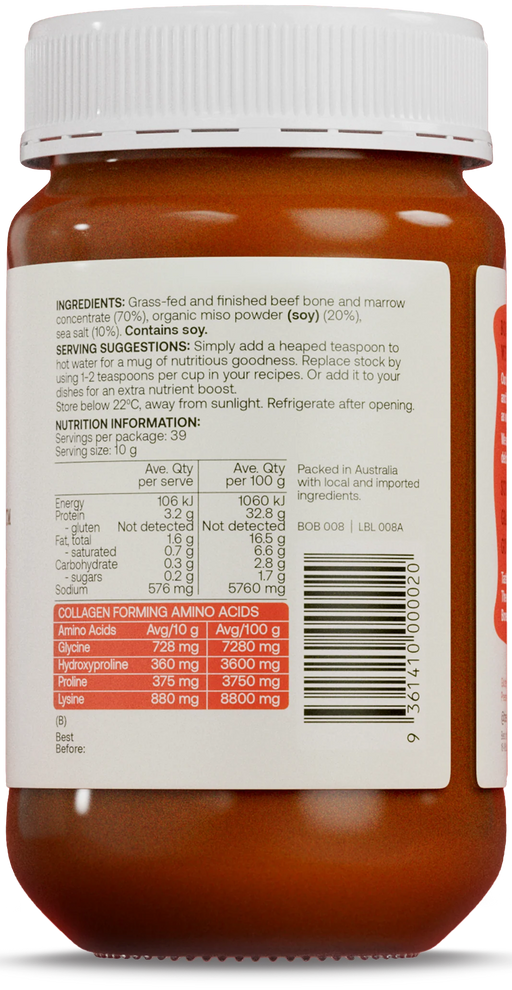 INGREDIENTS: Grass-fed and finished beef bone and marrow
concentrate (70%), organic miso powder (soy) (20%),
sea salt (10%). Contains soy.
SERVING SUGGESTIONS: Simply add a heaped teaspoon to
hot water for a mug of nutritious goodness. Replace stock by
using 1-2 teaspoons per cup in your recipes. Or add it to your
dishes for an extra nutrient boost.
Store below 22ºC, away from sunlight. Refrigerate after opening.
NUTRITION INFORMATION:
Servings per package: 39
Serving size: 10 g
Ave. Qty per serve Ave. Qty per 100 g
Energy 106 kJ 1060 kJ
Protein 3.2 g 32.8 g
- gluten Not detected Not detected
Fat, total 1.6 g 16.5 g
- saturated 0.7 g 6.6 g
Carbohydrate 0.3 g 2.8 g
- sugars 0.2 g 1.7 g
Sodium 576 mg 5760 mg
COLLAGEN FORMING AMINO ACIDS
Amino Acids Avg/10 g Avg/100 g
Glycine 728 mg 7280 mg
Hydroxyproline 360 mg 3600 mg
Proline 375 mg 3750 mg
Lysine 880 mg 8800 mg
(B)
Best
Before:
Packed in Australia
with local and imported
ingredients.
BOB 008 | LBL 008A
9 361410 000020